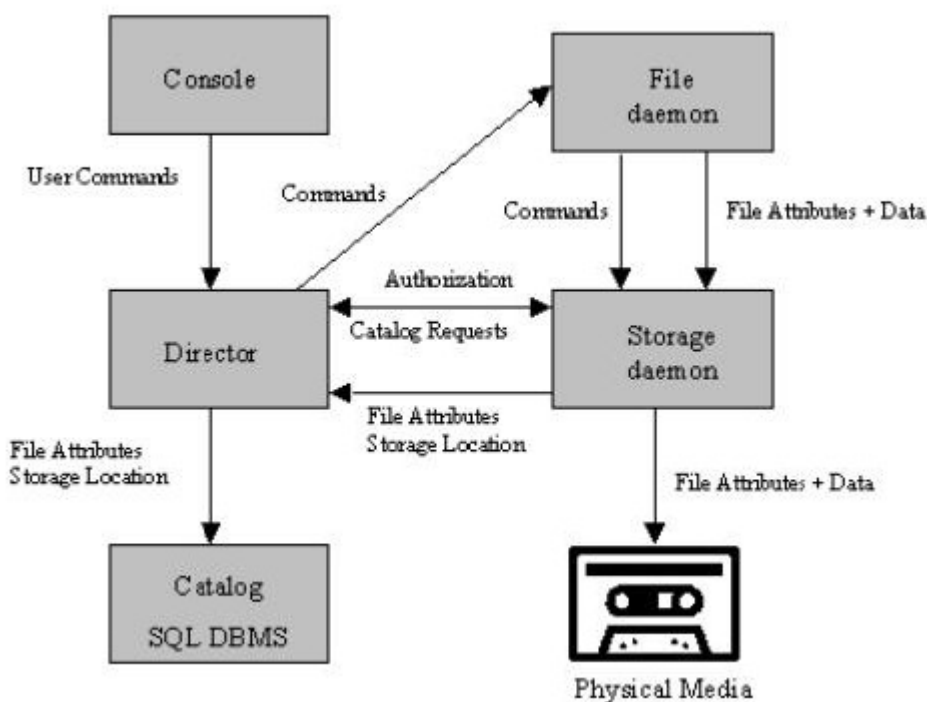 Console
File
daemon
User Commands
Commands
Commands
File Attributes + Data
Authorization
Catalog Requests
Director
Storage
daemon
File Attributes
Storage Location
File Attributes
Storage Location
File Attributes + Data
Catalog
SQL DBMS
Physical Media